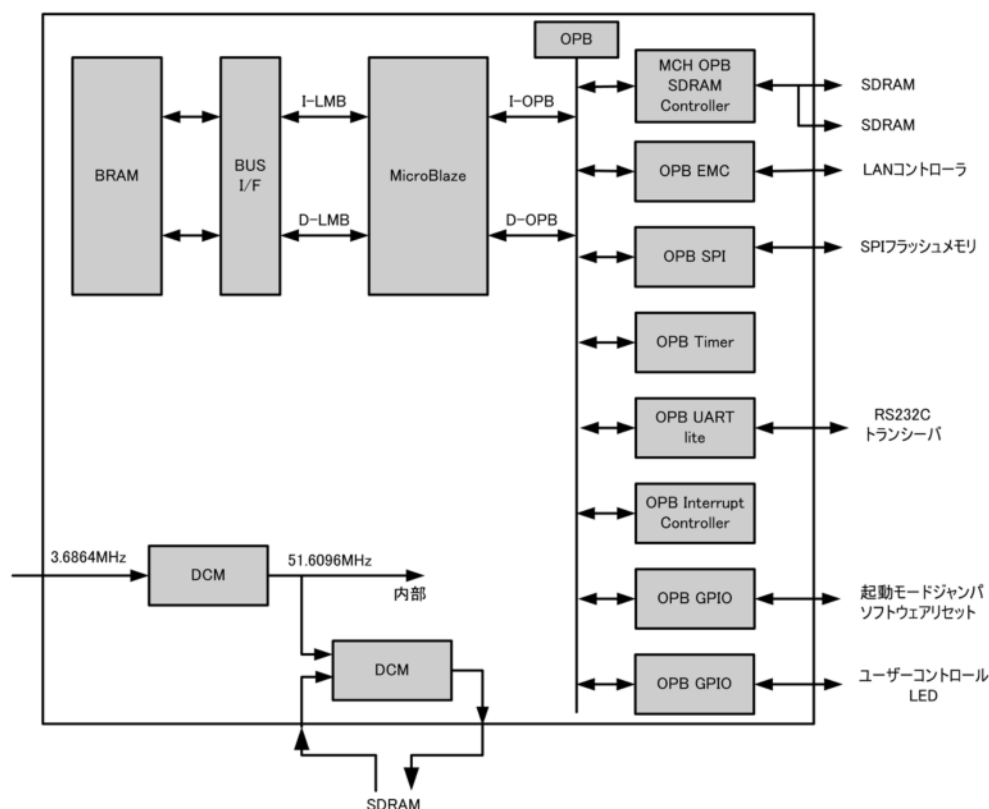 OPB
MCH OPB
SDRAM
Controller
SDRAM
SDRAM
I-LMB
I-OPB
BRAM
BUS
I/F
MicroBlaze
OPB EMC
LANコントローラ
D-LMB
D-OPB
OPB SPI
SPIフラッシュメモリ
OPB Timer
OPB UART
lite
RS232C
トランシーバ
OPB Interrupt
Controller
3.6864MHz
DCM
51.6096MHz
内部
OPB GPIO
起動モードジャンパ
ソフトウェアリセット
DCM
OPB GPIO
ユーザーコントロール
LED
SDRAM